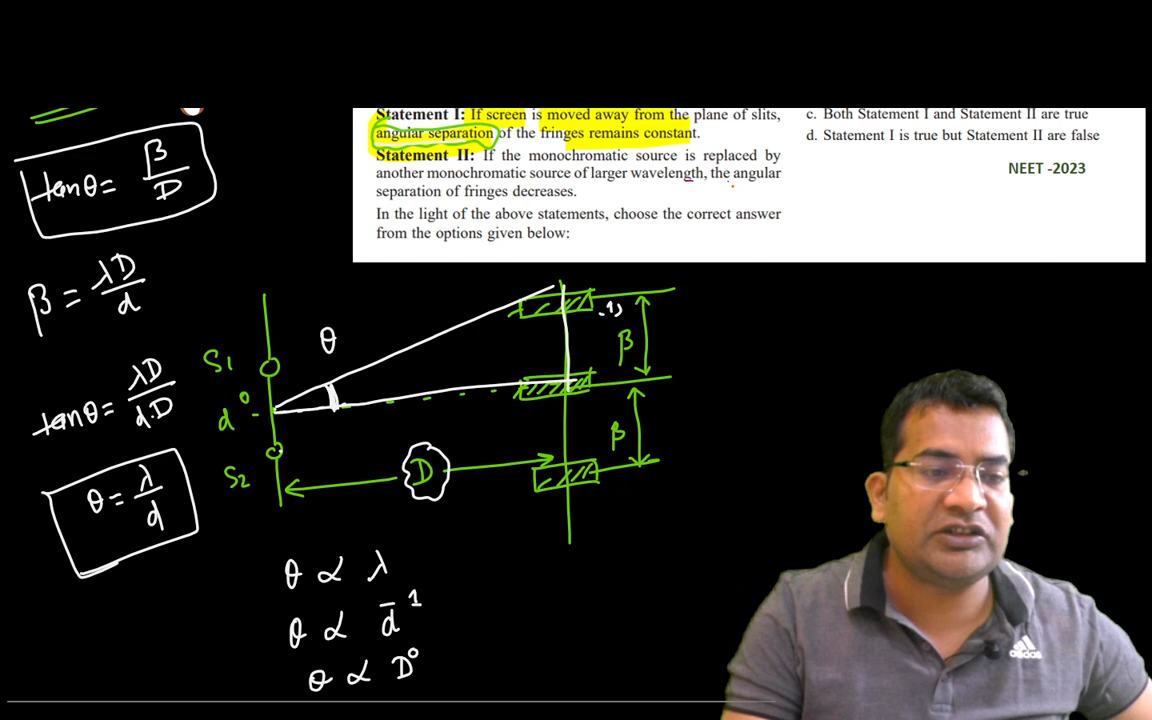 Statement I: If screen is moved away from the plane of slits,
angular separation of the fringes remains constant.
Statement II: If the monochromatic source is replaced by
another monochromatic source of larger wavelength, the angular
separation of fringes decreases.
In the light of the above statements, choose the correct answer
from the options given below:
c. Both Statement I and Statement II are true
d. Statement I is true but Statement II are false
NEET -2023
tanθ = β/D
β = λD/d
tanθ = λD/d.D
θ = λ/d
S1
d
S2
θ
D
β
β
θ ∝ λ
θ ∝ d⁻¹
θ ∝ D⁰
adidas